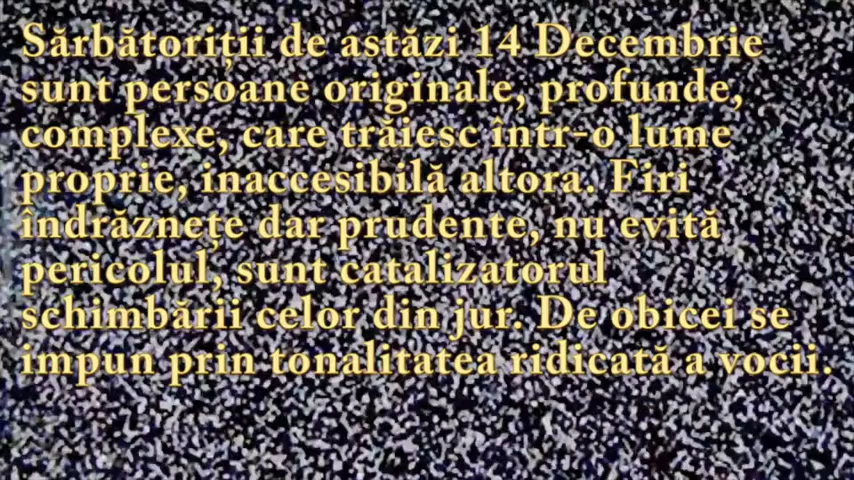 Sărbătoriții de astăzi 14 Decembrie
sunt persoane originale, profunde,
complexe, care trăiesc într-o lume
proprie, inaccesibilă altora. Firi
îndrăznețe dar prudente, nu evită
pericolul, sunt catalizatorul
schimbării celor din jur. De obicei se
impun prin tonalitatea ridicată a vocii.